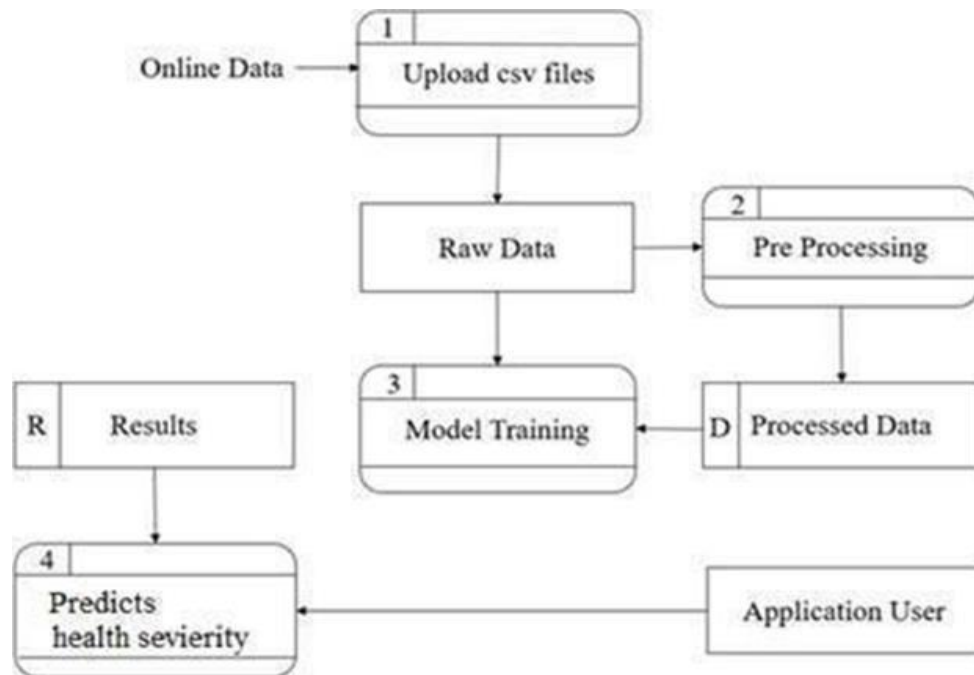 1
Online Data
Upload csv files
2
Raw Data
Pre Processing
3
R
Results
Model Training
D
Processed Data
4
Predicts
health sevierity
Application User